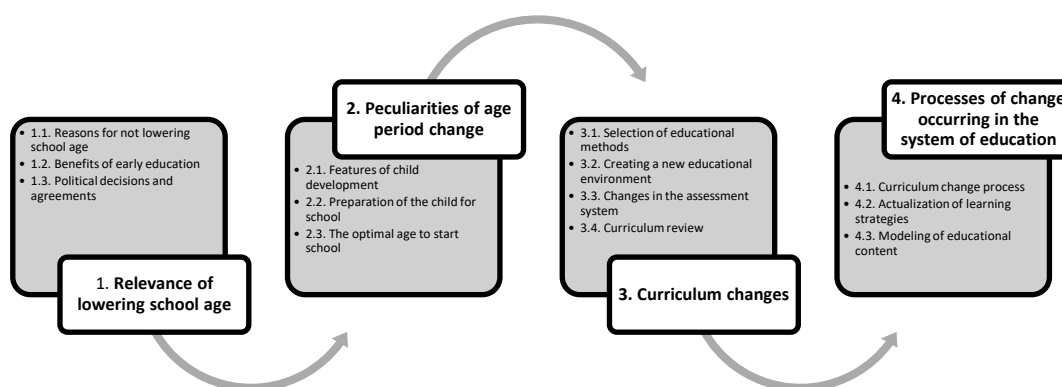 • 1.1. Reasons for not lowering
school age
• 1.2. Benefits of early education
• 1.3. Political decisions and
agreements
1. Relevance of
lowering school age
2. Peculiarities of age
period change
• 2.1. Features of child
development
• 2.2. Preparation of the child for
school
• 2.3. The optimal age to start
school
• 3.1. Selection of educational
methods
• 3.2. Creating a new educational
environment
• 3.3. Changes in the assessment
system
• 3.4. Curriculum review
3. Curriculum changes
4. Processes of change
occurring in the
system of education
• 4.1. Curriculum change process
• 4.2. Actualization of learning
strategies
• 4.3. Modeling of educational
content